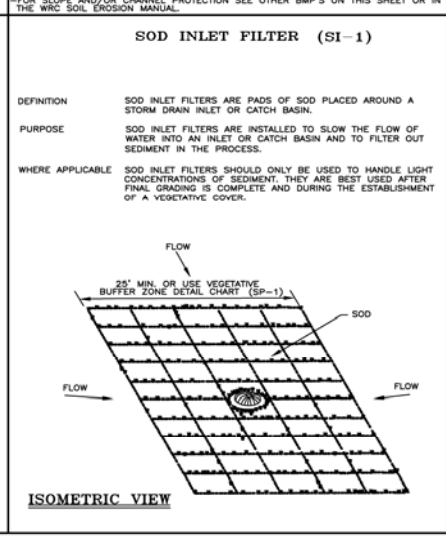 -FOR SLOPE AND/OR CHANNEL PROTECTION SEE OTHER BMP'S ON THIS SHEET OR IN
THE WRC SOIL EROSION MANUAL.
SOD INLET FILTER (SI-1)
DEFINITION SOD INLET FILTERS ARE PADS OF SOD PLACED AROUND A
STORM DRAIN INLET OR CATCH BASIN.
PURPOSE SOD INLET FILTERS ARE INSTALLED TO SLOW THE FLOW OF
WATER INTO AN INLET OR CATCH BASIN AND TO FILTER OUT
SEDIMENT IN THE PROCESS.
WHERE APPLICABLE SOD INLET FILTERS SHOULD ONLY BE USED TO HANDLE LIGHT
CONCENTRATIONS OF SEDIMENT. THEY ARE BEST USED AFTER
FINAL GRADING IS COMPLETE AND DURING THE ESTABLISHMENT
OF A VEGETATIVE COVER.
FLOW
25' MIN. OR USE VEGETATIVE
BUFFER ZONE DETAIL CHART (SP-1)
SOD
FLOW
FLOW
ISOMETRIC VIEW